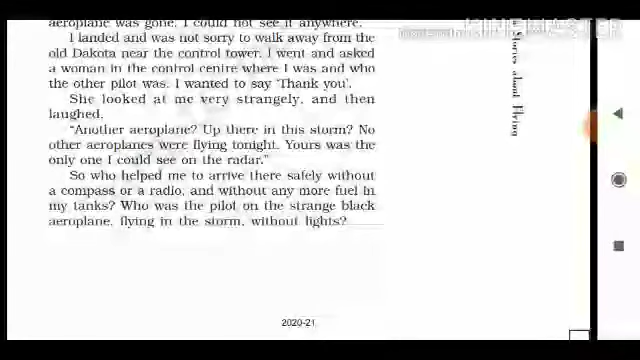 aeroplane was gone. I could not see it anywhere.
I landed and was not sorry to walk away from the
old Dakota near the control tower. I went and asked
a woman in the control centre where I was and who
the other pilot was. I wanted to say ‘Thank you’.
She looked at me very strangely, and then
laughed.
“Another aeroplane? Up there in this storm? No
other aeroplanes were flying tonight. Yours was the
only one I could see on the radar.”
So who helped me to arrive there safely without
a compass or a radio, and without any more fuel in
my tanks? Who was the pilot on the strange black
aeroplane, flying in the storm, without lights?
2020-21
Stories about Flying
KINEMASTER